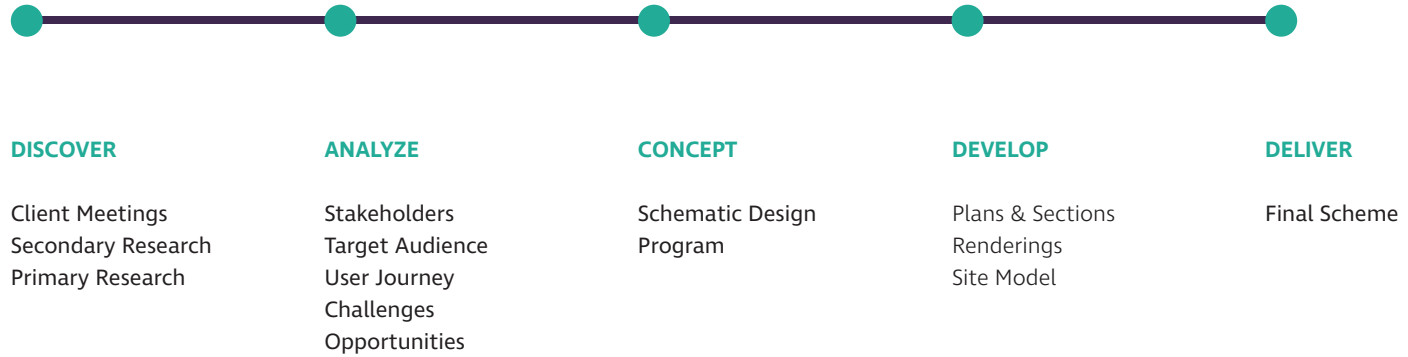 DISCOVER
Client Meetings
Secondary Research
Primary Research
ANALYZE
Stakeholders
Target Audience
User Journey
Challenges
Opportunities
CONCEPT
Schematic Design
Program
DEVELOP
Plans & Sections
Renderings
Site Model
DELIVER
Final Scheme